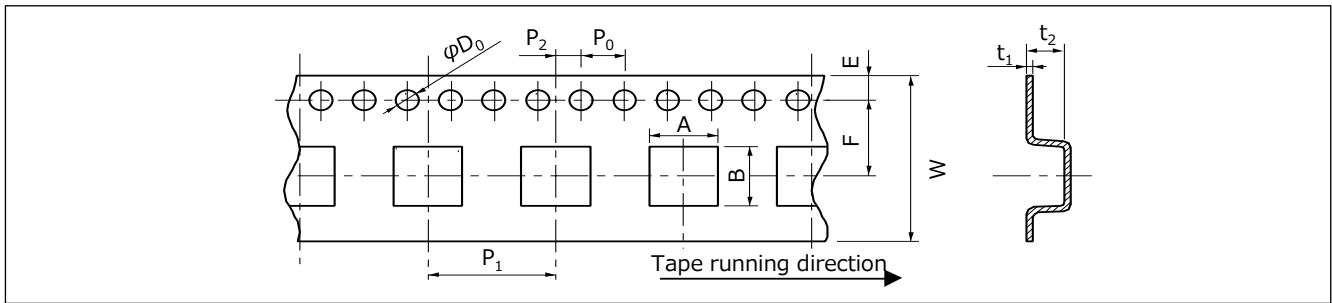 φD₀
P₂
P₀
E
t₁
t₂
A
F
B
W
P₁
Tape running direction